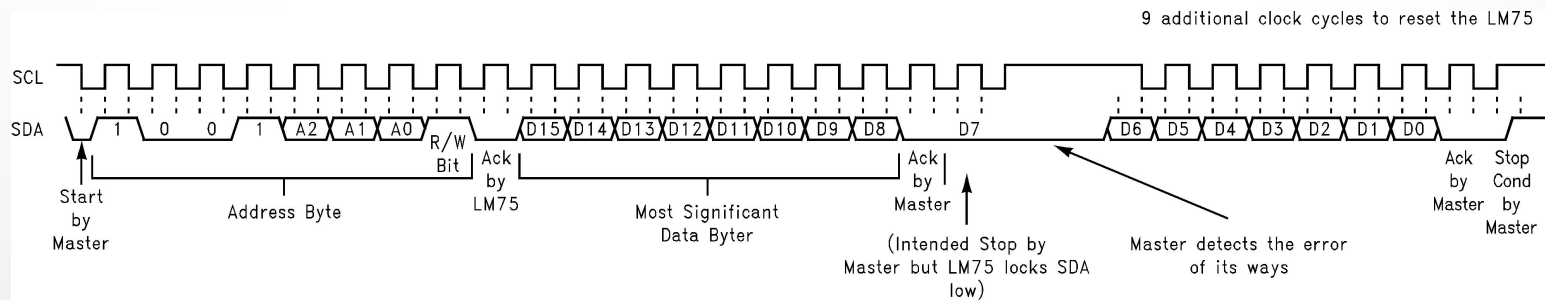 9 additional clock cycles to reset the LM75
SCL
SDA
1 0 0 1 A2 A1 A0 R/W Bit D15 D14 D13 D12 D11 D10 D9 D8 D7 D6 D5 D4 D3 D2 D1 D0
Start
by
Master
Address Byte
Ack
by
LM75
Most Significant
Data Byter
Ack
by
Master
(Intended Stop by
Master but LM75 locks SDA
low)
Master detects the error
of its ways
Ack
by
Master
Stop
Cond
by
Master